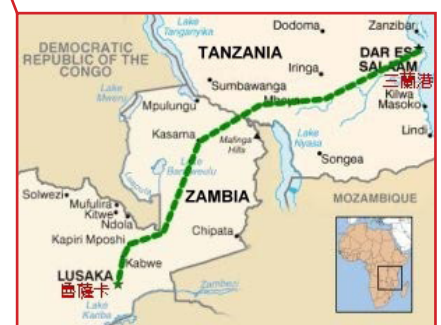 Lake
Tanganyika
Dodoma
Zanzibar
DEMOCRATIC
REPUBLIC OF THE
CONGO
TANZANIA
DAR ES
SALAAM
三蘭港
Iringa
Sumbawanga
Lake
Mweru
Mpulungu
Mbeya
Kilwa
Masoko
Kasama
Mafinga
Hills
Lake
Nyasa
Lindi
Songea
Lake
Bangweulu
Luapula
Solwezi
Mufulira
Kitwe
Ndola
ZAMBIA
MOZAMBIQUE
Kapiri Mposhi
Chipata
Kabwe
LUSAKA
魯薩卡
Zambezi
Lake
Kariba